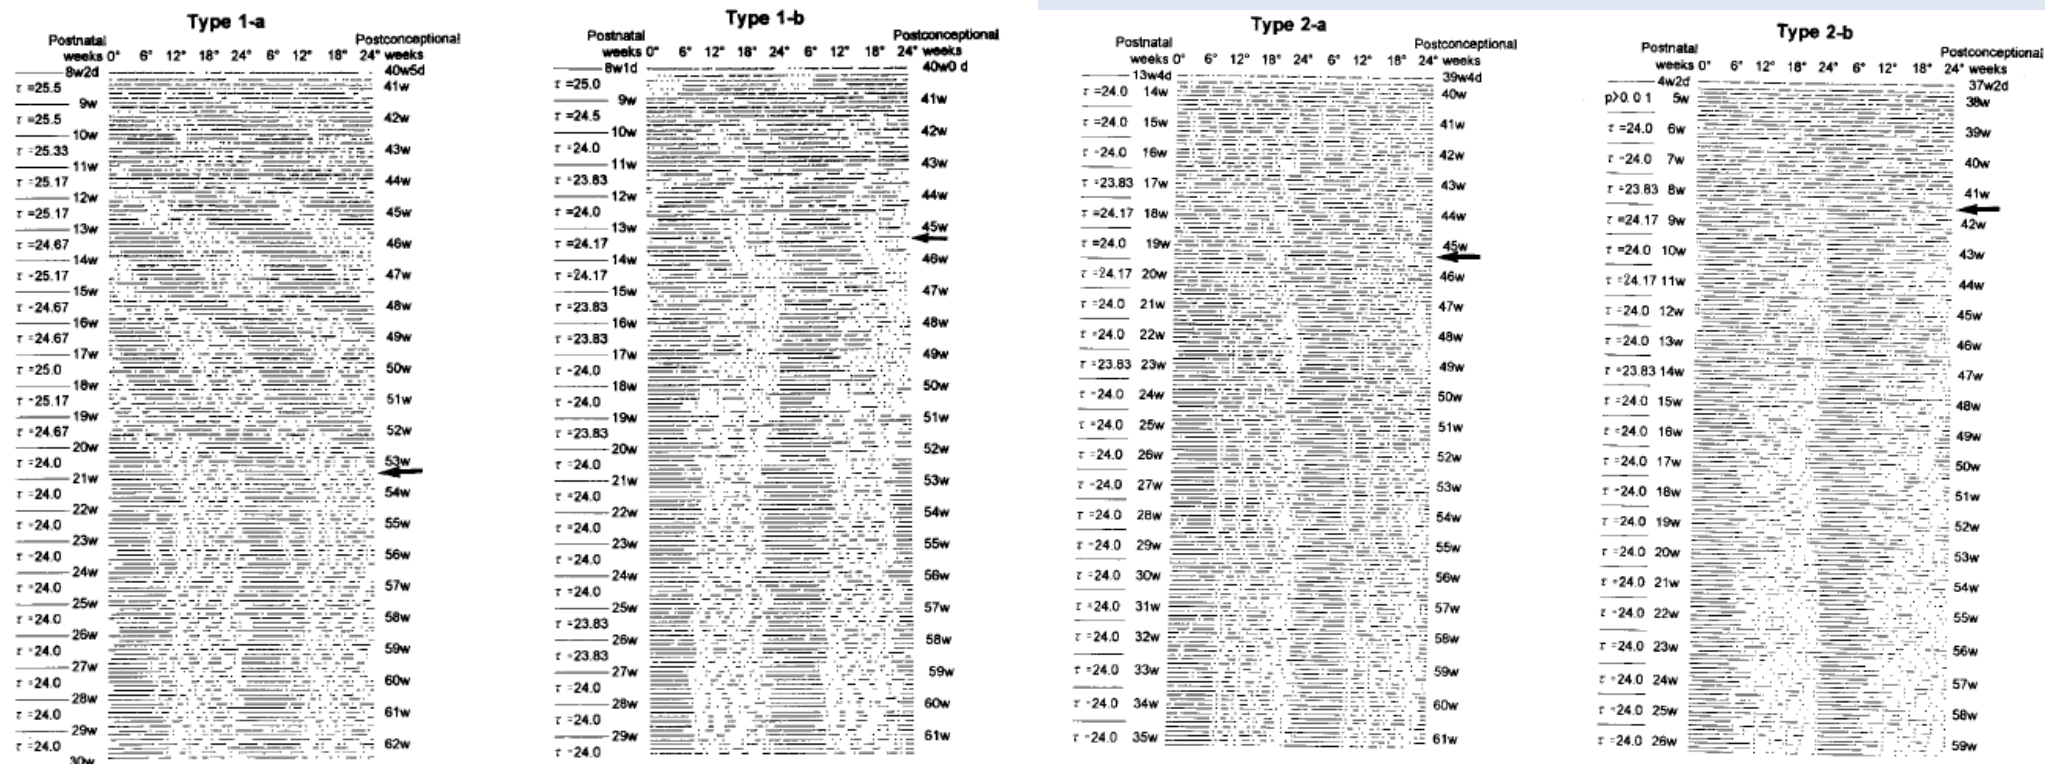 Type 1-a
Postnatal weeks 0° 6° 12° 18° 24° 6° 12° 18° 24° Postconceptional weeks
8w2d 40w5d
τ =25.5 41w
9w
τ =25.5 42w
10w
τ =25.33 43w
11w
τ =25.17 44w
12w
τ =25.17 45w
13w
τ =24.67 46w
14w
τ =25.17 47w
15w
τ =24.67 48w
16w
τ =24.67 49w
17w
τ =25.0 50w
18w
τ =25.17 51w
19w
τ =24.67 52w
20w
τ =24.0 53w
21w
τ =24.0 54w
22w
τ =24.0 55w
23w
τ =24.0 56w
24w
τ =24.0 57w
25w
τ =24.0 58w
26w
τ =24.0 59w
27w
τ =24.0 60w
28w
τ =24.0 61w
29w
τ =24.0 62w
30w
Type 1-b
Postnatal weeks 0° 6° 12° 18° 24° 6° 12° 18° 24° Postconceptional weeks
8w1d 40w0 d
τ =25.0
9w 41w
τ =24.5
10w 42w
τ =24.0
11w 43w
τ =23.83
12w 44w
τ =24.0
13w 45w
τ =24.17
14w 46w
τ =24.17
15w 47w
τ =23.83
16w 48w
τ =23.83
17w 49w
τ =24.0
18w 50w
τ =24.0
19w 51w
τ =23.83
20w 52w
τ =24.0
21w 53w
τ =24.0
22w 54w
τ =24.0
23w 55w
τ =24.0
24w 56w
τ =24.0
25w 57w
τ =23.83
26w 58w
τ =23.83
27w 59w
τ =24.0
28w 60w
τ =24.0
29w 61w
τ =24.0
Type 2-a
Postnatal weeks 0° 6° 12° 18° 24° 6° 12° 18° 24° Postconceptional weeks
13w4d 39w4d
τ =24.0 14w 40w
τ =24.0 15w 41w
τ =24.0 16w 42w
τ =23.83 17w 43w
τ =24.17 18w 44w
τ =24.0 19w 45w
τ =24.17 20w 46w
τ =24.0 21w 47w
τ =24.0 22w 48w
τ =23.83 23w 49w
τ =24.0 24w 50w
τ =24.0 25w 51w
τ =24.0 26w 52w
τ =24.0 27w 53w
τ =24.0 28w 54w
τ =24.0 29w 55w
τ =24.0 30w 56w
τ =24.0 31w 57w
τ =24.0 32w 58w
τ =24.0 33w 59w
τ =24.0 34w 60w
τ =24.0 35w 61w
Type 2-b
Postnatal weeks 0° 6° 12° 18° 24° 6° 12° 18° 24° Postconceptional weeks
4w2d 37w2d
p>0.01 5w 38w
τ =24.0 6w 39w
τ =24.0 7w 40w
τ =23.83 8w 41w
τ =24.17 9w 42w
τ =24.0 10w 43w
τ =24.17 11w 44w
τ =24.0 12w 45w
τ =24.0 13w 46w
τ =23.83 14w 47w
τ =24.0 15w 48w
τ =24.0 16w 49w
τ =24.0 17w 50w
τ =24.0 18w 51w
τ =24.0 19w 52w
τ =24.0 20w 53w
τ =24.0 21w 54w
τ =24.0 22w 55w
τ =24.0 23w 56w
τ =24.0 24w 57w
τ =24.0 25w 58w
τ =24.0 26w 59w